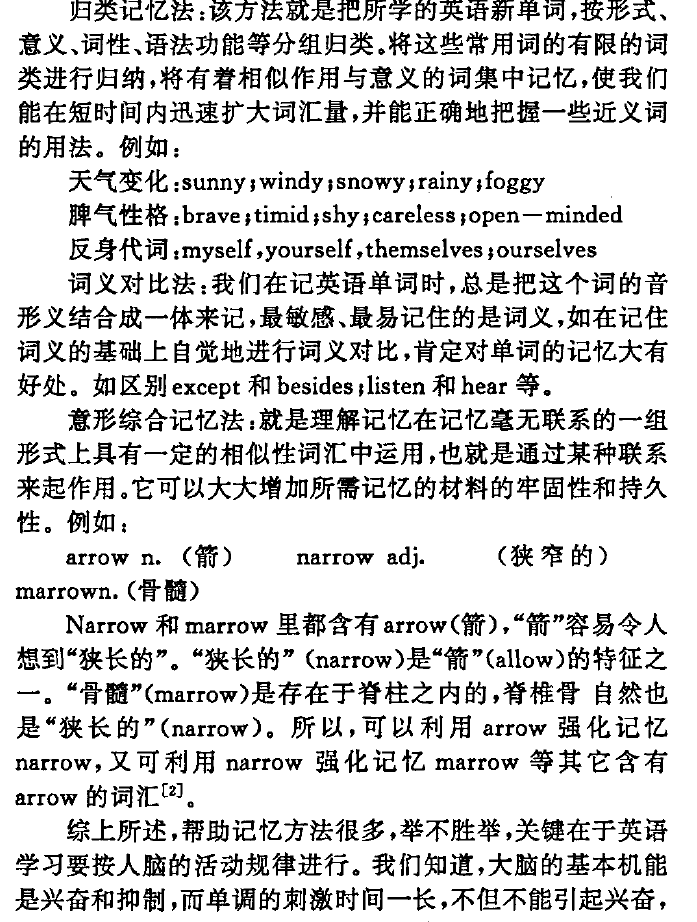 归类记忆法:该方法就是把所学的英语新单词,按形式、
意义、词性、语法功能等分组归类。将这些常用词的有限的词
类进行归纳,将有着相似作用与意义的词集中记忆,使我们
能在短时间内迅速扩大词汇量,并能正确地把握一些近义词
的用法。例如:
天气变化:sunny;windy;snowy;rainy;foggy
脾气性格:brave;timid;shy;careless;open—minded
反身代词:myself,yourself,themselves;ourselves
词义对比法:我们在记英语单词时,总是把这个词的音
形义结合成一体来记,最敏感、最易记住的是词义,如在记住
词义的基础上自觉地进行词义对比,肯定对单词的记忆大有
好处。如区别except 和 besides;listen 和 hear 等。
意形综合记忆法:就是理解记忆在记忆毫无联系的一组
形式上具有一定的相似性词汇中运用,也就是通过某种联系
来起作用。它可以大大增加所需记忆的材料的牢固性和持久
性。例如:
arrow n. (箭) narrow adj. (狭窄的)
marrown. (骨髓)
Narrow 和 marrow 里都含有 arrow(箭),“箭”容易令人
想到“狭长的”。“狭长的”(narrow)是“箭”(allow)的特征之
一。“骨髓”(marrow)是存在于脊柱之内的,脊椎骨 自然也
是“狭长的”(narrow)。所以,可以利用 arrow 强化记忆
narrow,又可利用 narrow 强化记忆 marrow 等其它含有
arrow 的词汇[2]。
综上所述,帮助记忆方法很多,举不胜举,关键在于英语
学习要按人脑的活动规律进行。我们知道,大脑的基本机能
是兴奋和抑制,而单调的刺激时间一长,不但不能引起兴奋,